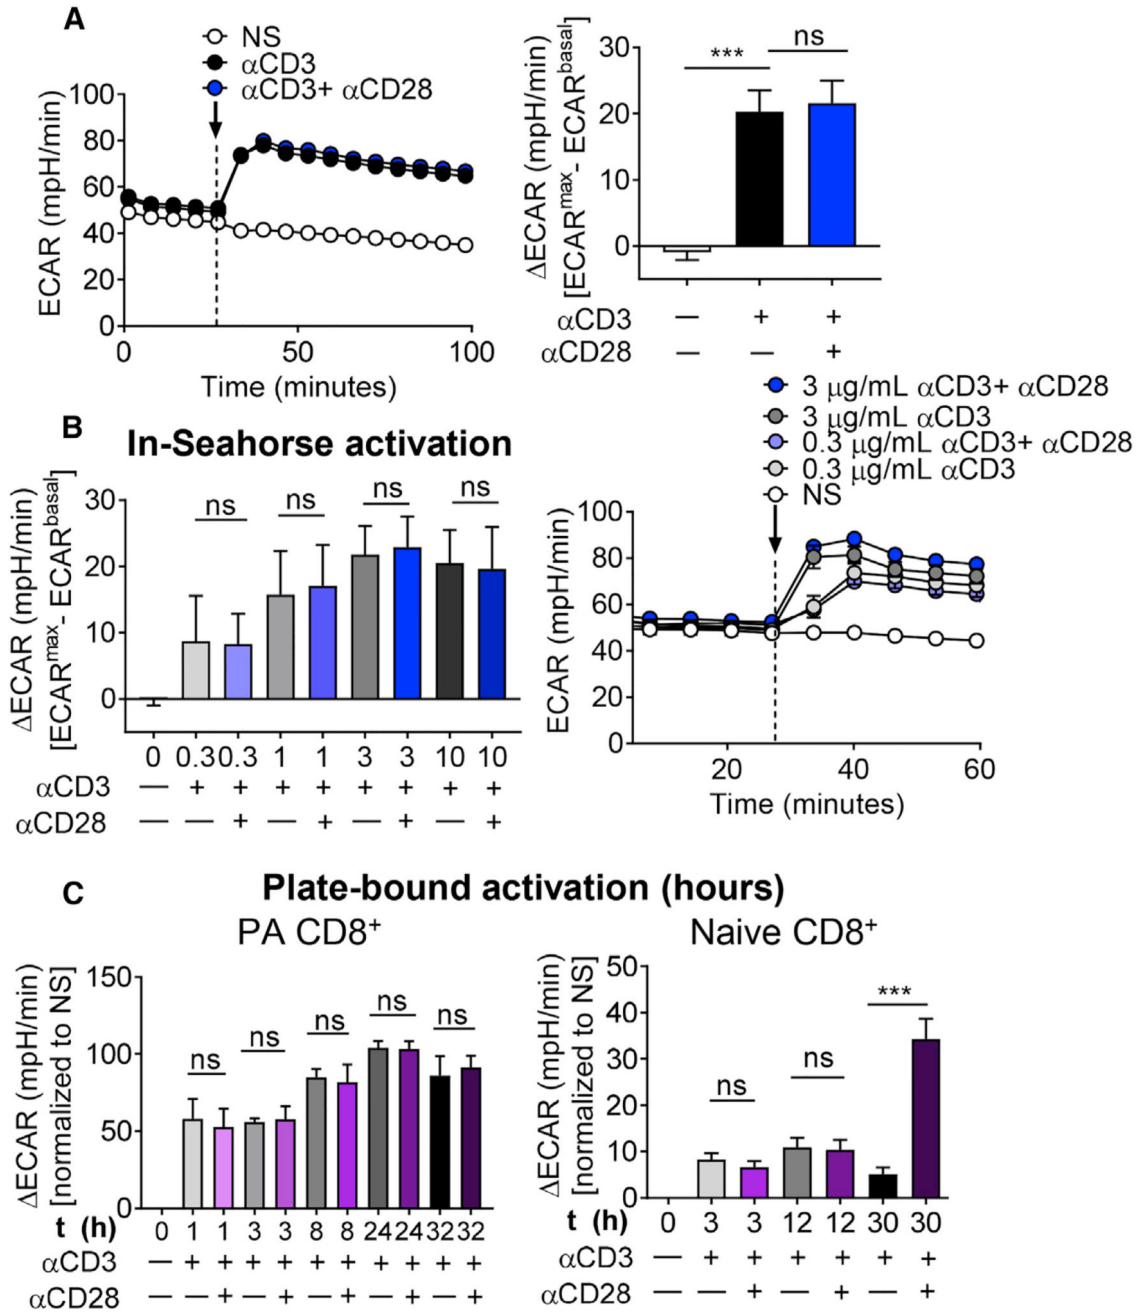 A
NS
αCD3
αCD3+ αCD28
ECAR (mpH/min)
100
80
60
40
20
0
0 50 100
Time (minutes)
ΔECAR (mpH/min)
[ECARmax- ECARbasal]
30
20
10
0
*** ns
αCD3 — + +
αCD28 — — +
B
In-Seahorse activation
ΔECAR (mpH/min)
[ECARmax- ECARbasal]
30
20
10
0
ns ns ns ns
0 0.3 0.3 1 1 3 3 10 10
αCD3 — + + + + + + + +
αCD28 — — + — + — + — +
3 μg/mL αCD3+ αCD28
3 μg/mL αCD3
0.3 μg/mL αCD3+ αCD28
0.3 μg/mL αCD3
NS
ECAR (mpH/min)
100
80
60
40
20
0
20 40 60
Time (minutes)
C
Plate-bound activation (hours)
PA CD8+
ΔECAR (mpH/min)
[normalized to NS]
150
100
50
0
ns ns ns ns ns
t (h) 0 1 1 3 3 8 8 24 24 32 32
αCD3 — + + + + + + + + + +
αCD28 — — + — + — + — + — +
Naive CD8+
ΔECAR (mpH/min)
[normalized to NS]
50
40
30
20
10
0
ns ns ***
t (h) 0 3 3 12 12 30 30
αCD3 — + + + + + +
αCD28 — — + — + — +